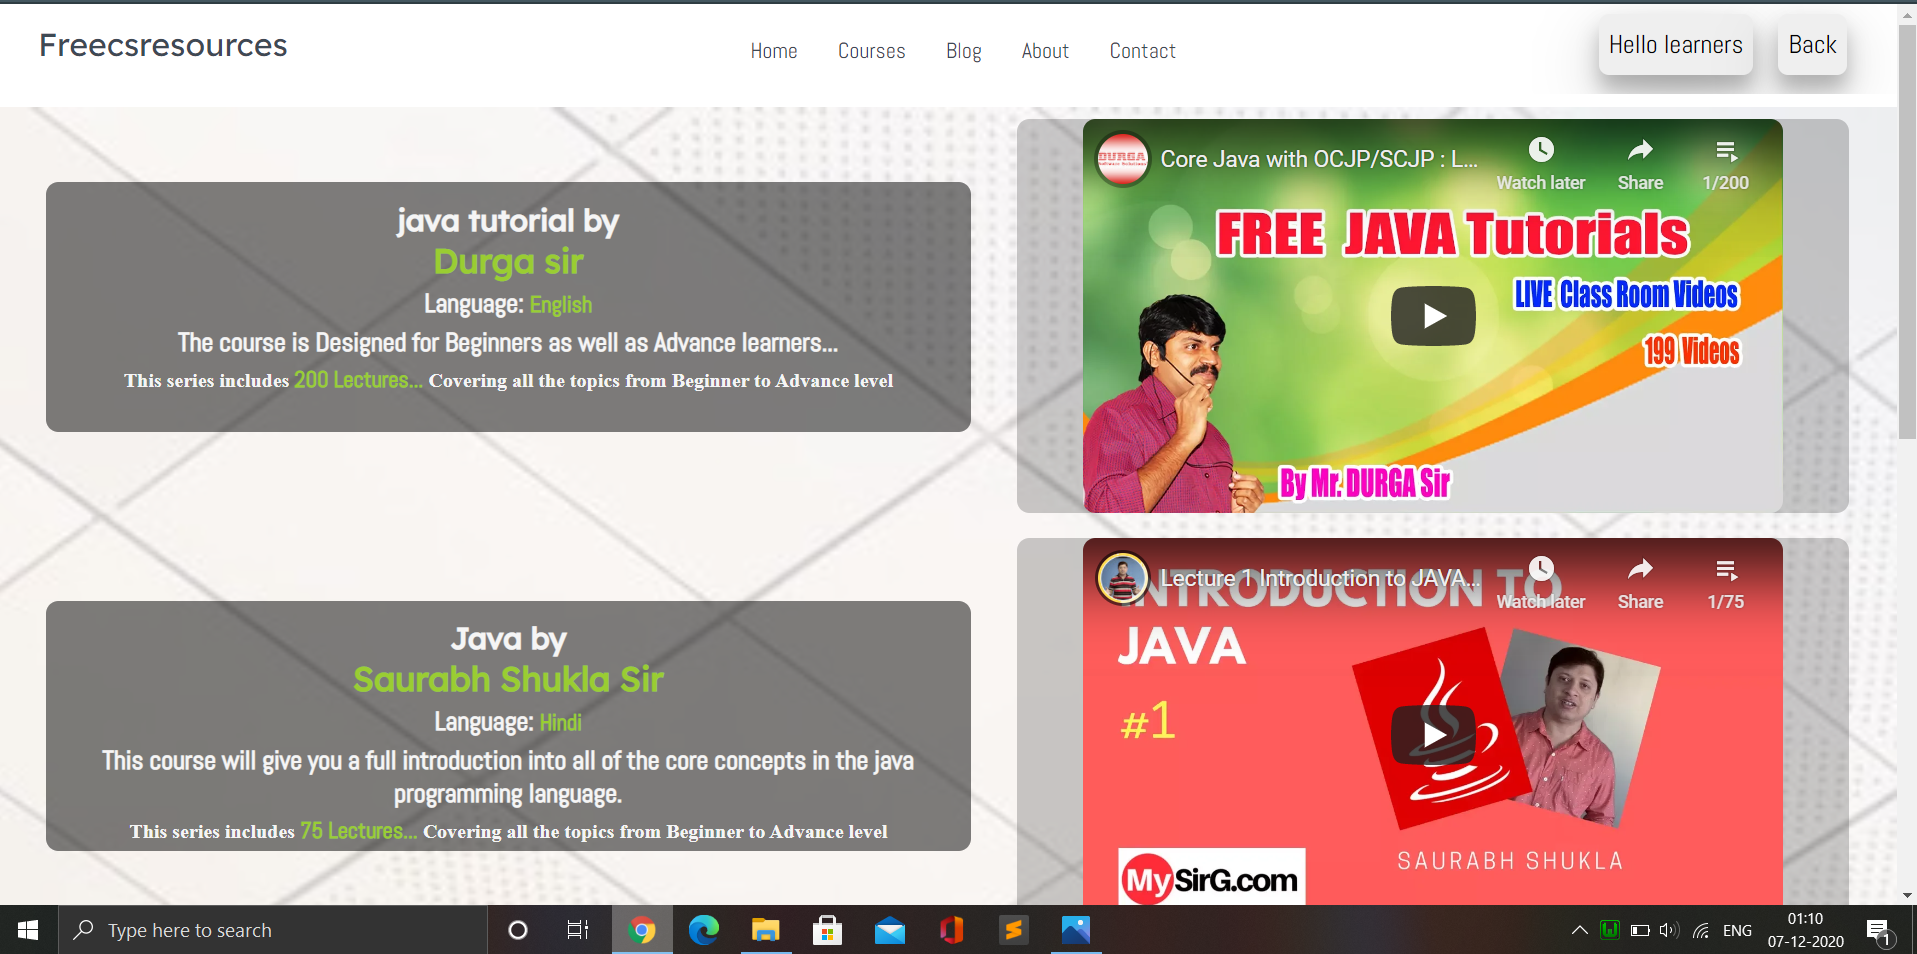 Freecsresources
Home Courses Blog About Contact
Hello learners
Back
java tutorial by
Durga sir
Language: English
The course is Designed for Beginners as well as Advance learners...
This series includes 200 Lectures... Covering all the topics from Beginner to Advance level
DURGA
Core Java with OCJP/SCJP : L...
Watch later
Share
1/200
FREE JAVA Tutorials
LIVE Class Room Videos
199 Videos
By Mr. DURGA Sir
Java by
Saurabh Shukla Sir
Language: Hindi
This course will give you a full introduction into all of the core concepts in the java
programming language.
This series includes 75 Lectures... Covering all the topics from Beginner to Advance level
Lecture 1 Introduction to JAVA...
Watch later
Share
1/75
INTRODUCTION TO
JAVA
#1
SAURABH SHUKLA
MySirG.com
Type here to search
ENG
01:10
07-12-2020
1